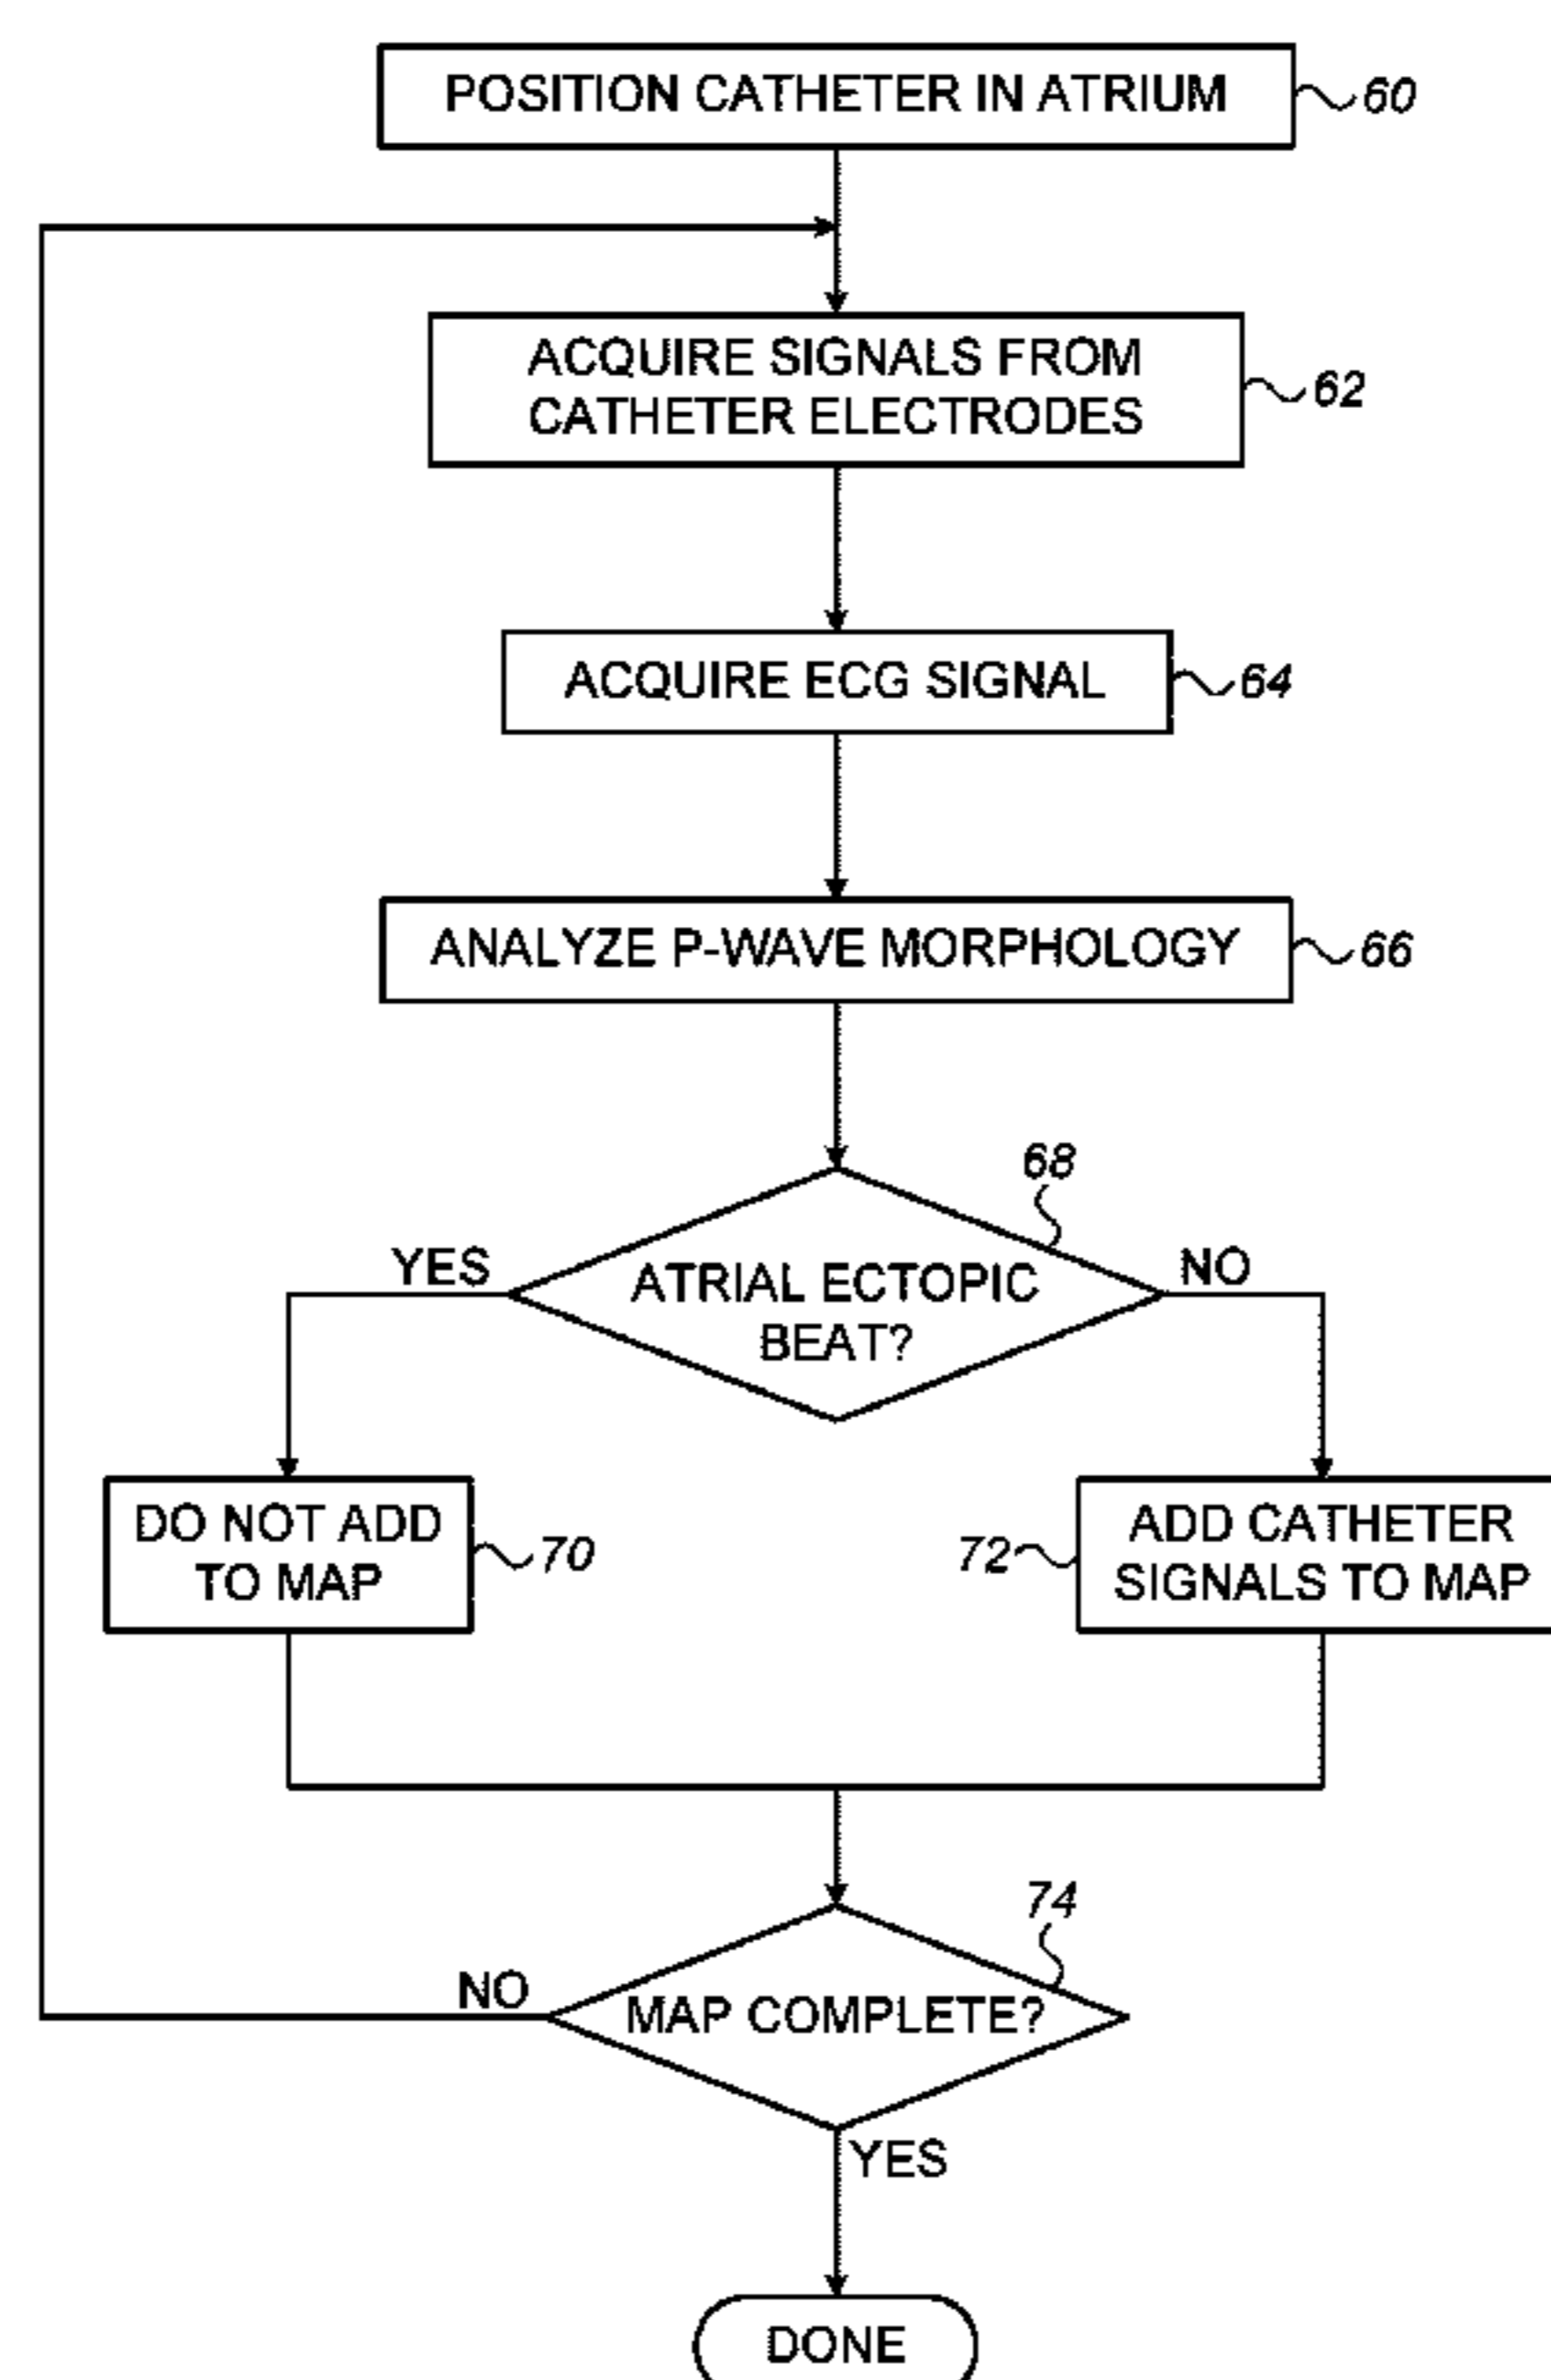 POSITION CATHETER IN ATRIUM
60
ACQUIRE SIGNALS FROM
CATHETER ELECTRODES
62
ACQUIRE ECG SIGNAL
64
ANALYZE P-WAVE MORPHOLOGY
66
68
YES
NO
ATRIAL ECTOPIC
BEAT?
DO NOT ADD
TO MAP
70
72
ADD CATHETER
SIGNALS TO MAP
74
NO
MAP COMPLETE?
YES
DONE